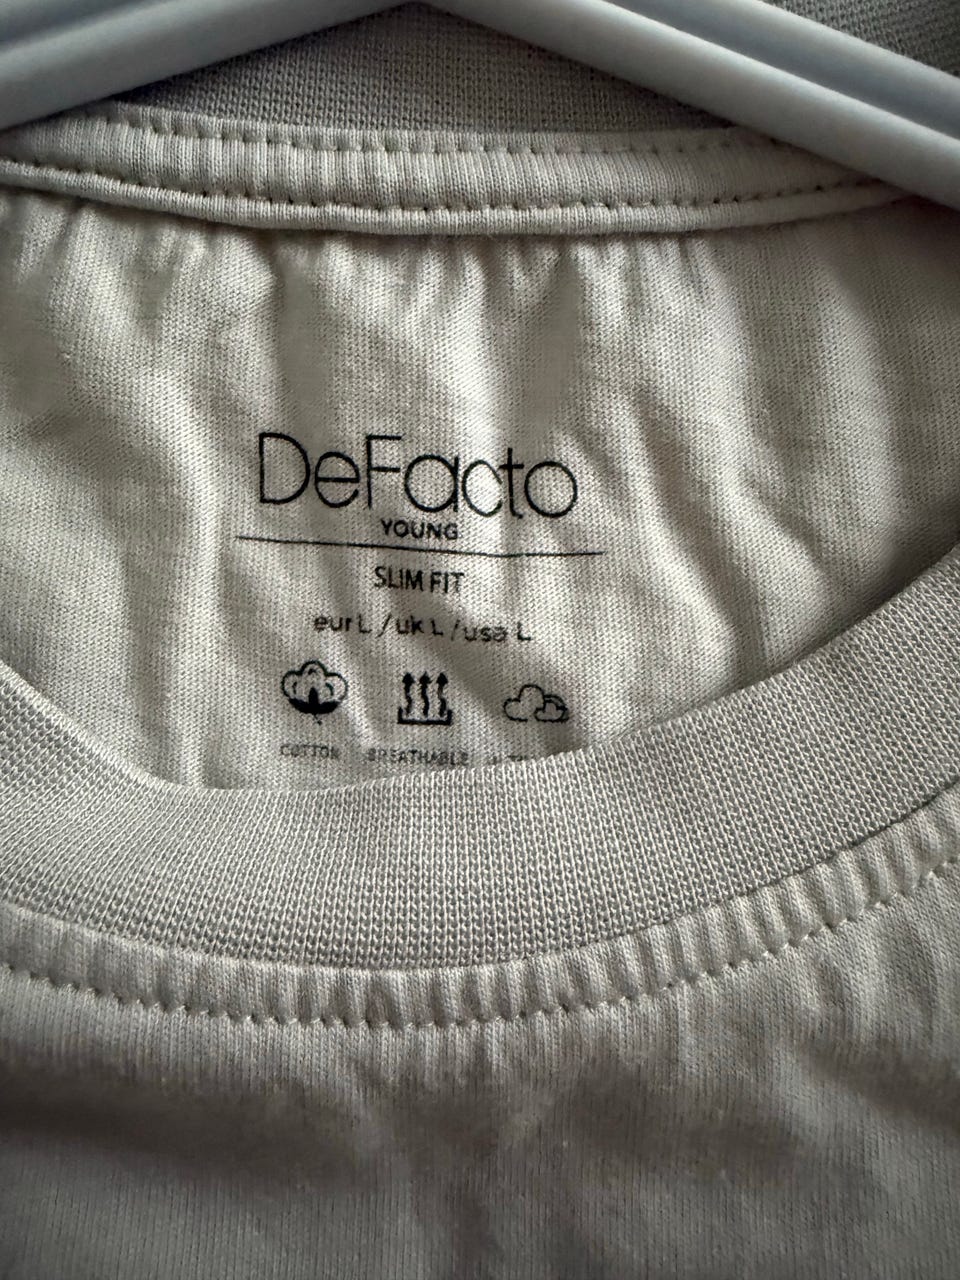 DeFacto
YOUNG
SLIM FIT
eur L / uk L / usa L
COTTON BREATHABLE